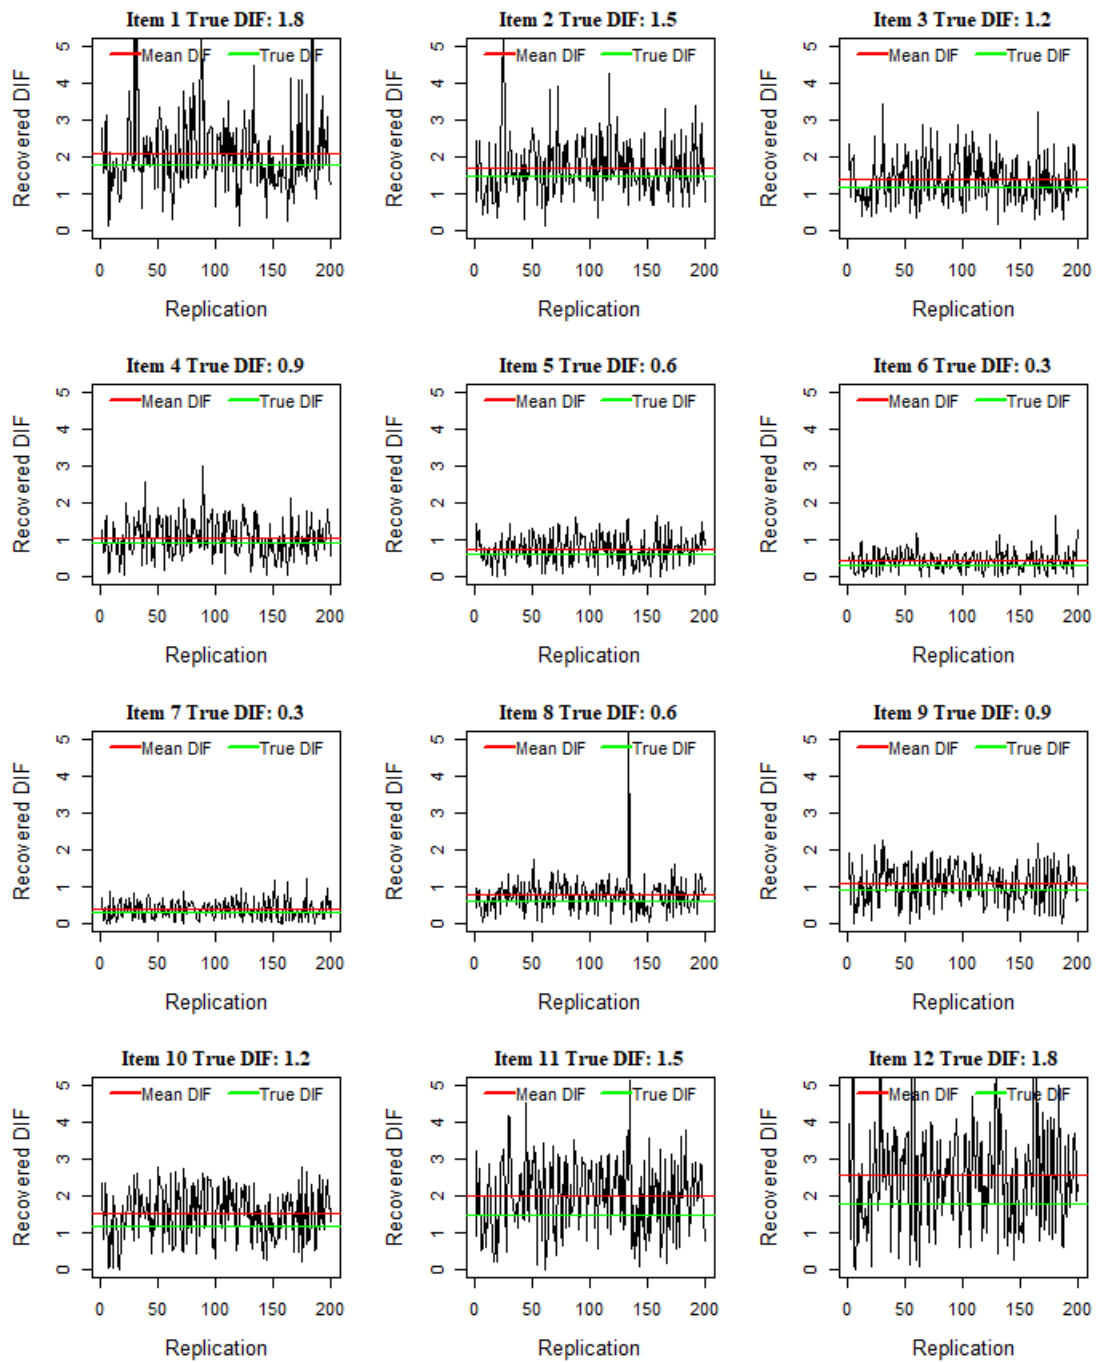 Item 1 True DIF: 1.8
Mean DIF True DIF
Recovered DIF
0 1 2 3 4 5
0 50 100 150 200
Replication
Item 2 True DIF: 1.5
Mean DIF True DIF
Recovered DIF
0 1 2 3 4 5
0 50 100 150 200
Replication
Item 3 True DIF: 1.2
Mean DIF True DIF
Recovered DIF
0 1 2 3 4 5
0 50 100 150 200
Replication
Item 4 True DIF: 0.9
Mean DIF True DIF
Recovered DIF
0 1 2 3 4 5
0 50 100 150 200
Replication
Item 5 True DIF: 0.6
Mean DIF True DIF
Recovered DIF
0 1 2 3 4 5
0 50 100 150 200
Replication
Item 6 True DIF: 0.3
Mean DIF True DIF
Recovered DIF
0 1 2 3 4 5
0 50 100 150 200
Replication
Item 7 True DIF: 0.3
Mean DIF True DIF
Recovered DIF
0 1 2 3 4 5
0 50 100 150 200
Replication
Item 8 True DIF: 0.6
Mean DIF True DIF
Recovered DIF
0 1 2 3 4 5
0 50 100 150 200
Replication
Item 9 True DIF: 0.9
Mean DIF True DIF
Recovered DIF
0 1 2 3 4 5
0 50 100 150 200
Replication
Item 10 True DIF: 1.2
Mean DIF True DIF
Recovered DIF
0 1 2 3 4 5
0 50 100 150 200
Replication
Item 11 True DIF: 1.5
Mean DIF True DIF
Recovered DIF
0 1 2 3 4 5
0 50 100 150 200
Replication
Item 12 True DIF: 1.8
Mean DIF True DIF
Recovered DIF
0 1 2 3 4 5
0 50 100 150 200
Replication